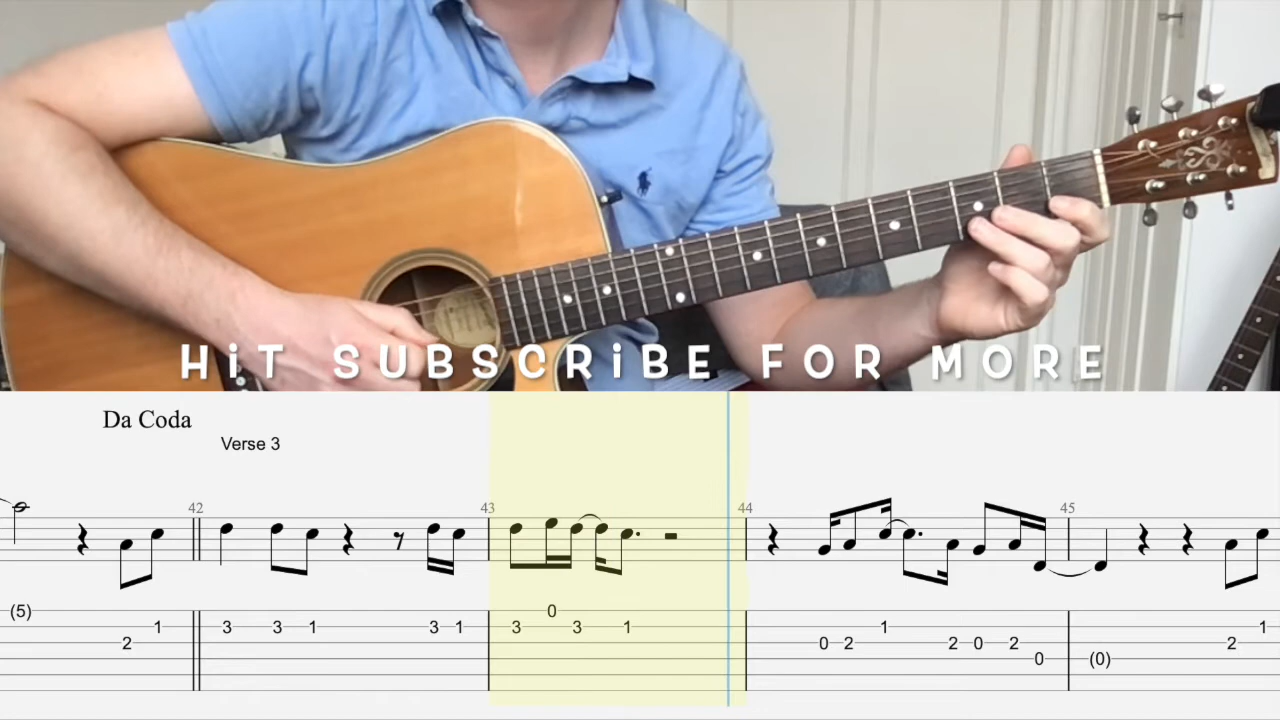 HiT SUBSCRiBE FOR MORE
Da Coda
Verse 3
42 43 44 45
(5) 0
1 3 3 1 3 1 3 3 1 1 1
2 0 2 2 0 2 2
0 (0)